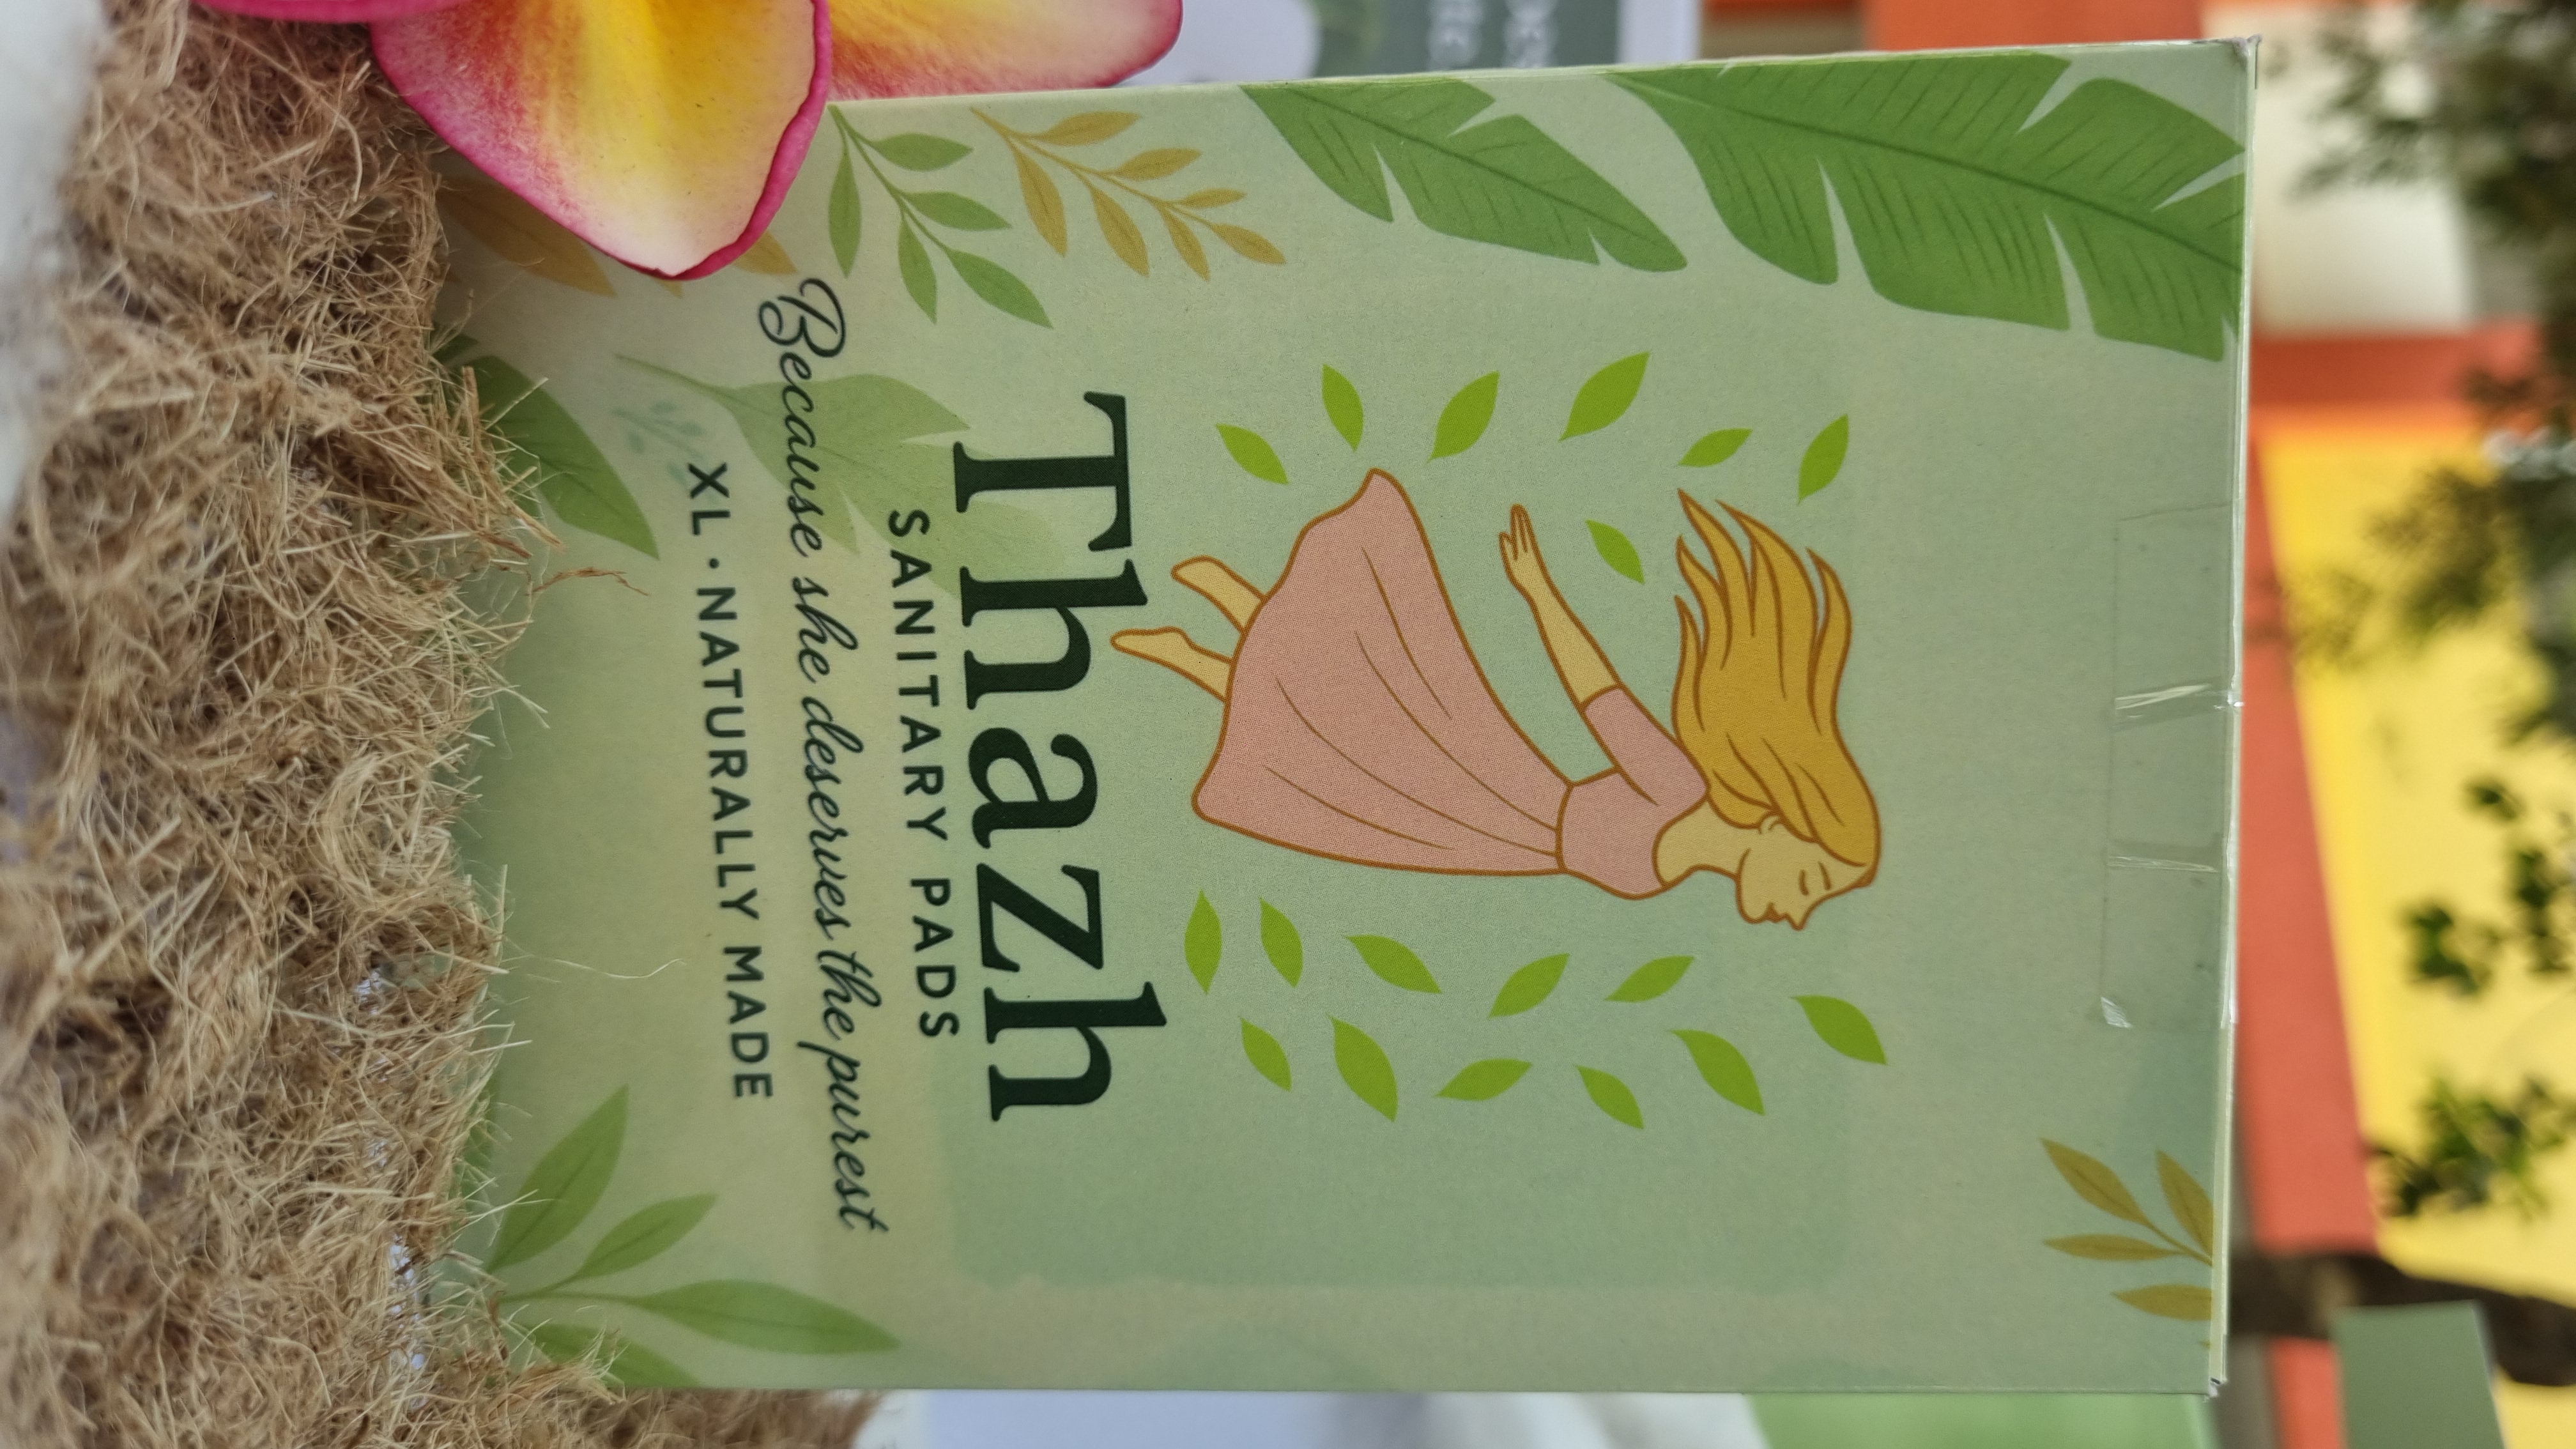 Thazh
SANITARY PADS
Because she deserves the purest
XL • NATURALLY MADE